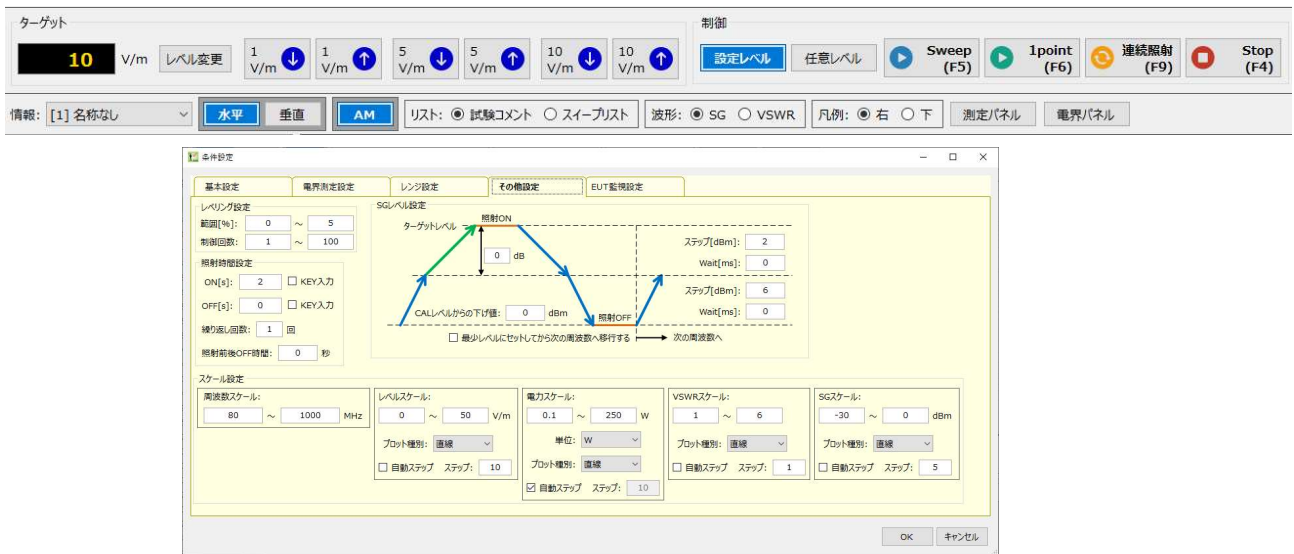 ターゲット
制御
10 V/m レベル変更 1 V/m 1 V/m 5 V/m 5 V/m 10 V/m 10 V/m
設定レベル 任意レベル Sweep (F5) 1point (F6) 連続照射 (F9) Stop (F4)
情報: [1] 名称なし 水平 垂直 AM リスト: 試験コメント スイープリスト 波形: SG VSWR 凡例: 右 下 測定パネル 電界パネル
条件設定
基本設定 電界測定設定 レンジ設定 その他設定 EUT監視設定
レベリング設定
範囲[%]: 0 ～ 5
制御回数: 1 ～ 100
照射時間設定
ON[s]: 2 KEY入力
OFF[s]: 0 KEY入力
繰り返し回数: 1 回
照射前後OFF時間: 0 秒
SGレベル設定
照射ON
ターゲットレベル
0 dB
ステップ[dBm]: 2
Wait[ms]: 0
ステップ[dBm]: 6
Wait[ms]: 0
CALレベルからの下げ値: 0 dBm
照射OFF
最少レベルにセットしてから次の周波数へ移行する
次の周波数へ
スケール設定
周波数スケール:
80 ～ 1000 MHz
レベルスケール:
0 ～ 50 V/m
プロット種別: 直線
自動ステップ ステップ: 10
電力スケール:
0.1 ～ 250 W
単位: W
プロット種別: 直線
自動ステップ ステップ: 10
VSWRスケール:
1 ～ 6
プロット種別: 直線
自動ステップ ステップ: 1
SGスケール:
-30 ～ 0 dBm
プロット種別: 直線
自動ステップ ステップ: 5
OK キャンセル